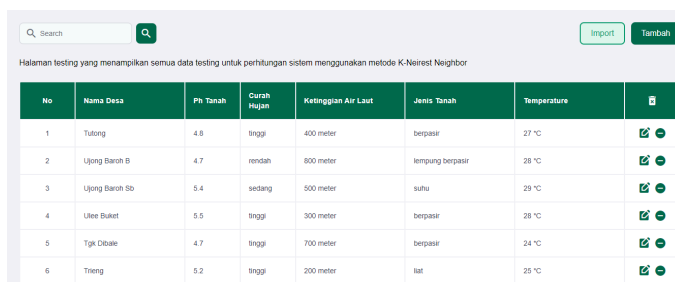 Search
Import
Tambah
Halaman testing yang menampilkan semua data testing untuk perhitungan sistem menggunakan metode K-Neirest Neighbor
No Nama Desa Ph Tanah Curah Hujan Ketinggian Air Laut Jenis Tanah Temperature
1 Tutong 4.8 tinggi 400 meter berpasir 27 °C
2 Ujong Baroh B 4.7 rendah 800 meter lempung berpasir 28 °C
3 Ujong Baroh Sb 5.4 sedang 500 meter suhu 29 °C
4 Ulee Buket 5.5 tinggi 300 meter berpasir 28 °C
5 Tgk Dibale 4.7 tinggi 700 meter berpasir 24 °C
6 Trieng 5.2 tinggi 200 meter liat 25 °C